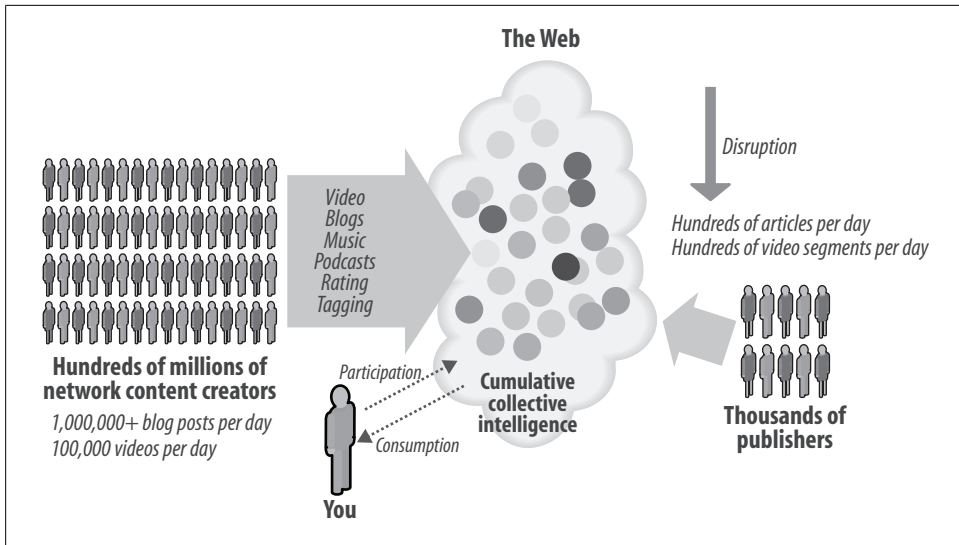 The Web
Disruption
Video
Blogs
Music
Podcasts
Rating
Tagging
Hundreds of articles per day
Hundreds of video segments per day
Hundreds of millions of
network content creators
1,000,000+ blog posts per day
100,000 videos per day
Participation
Consumption
You
Cumulative
collective
intelligence
Thousands of
publishers